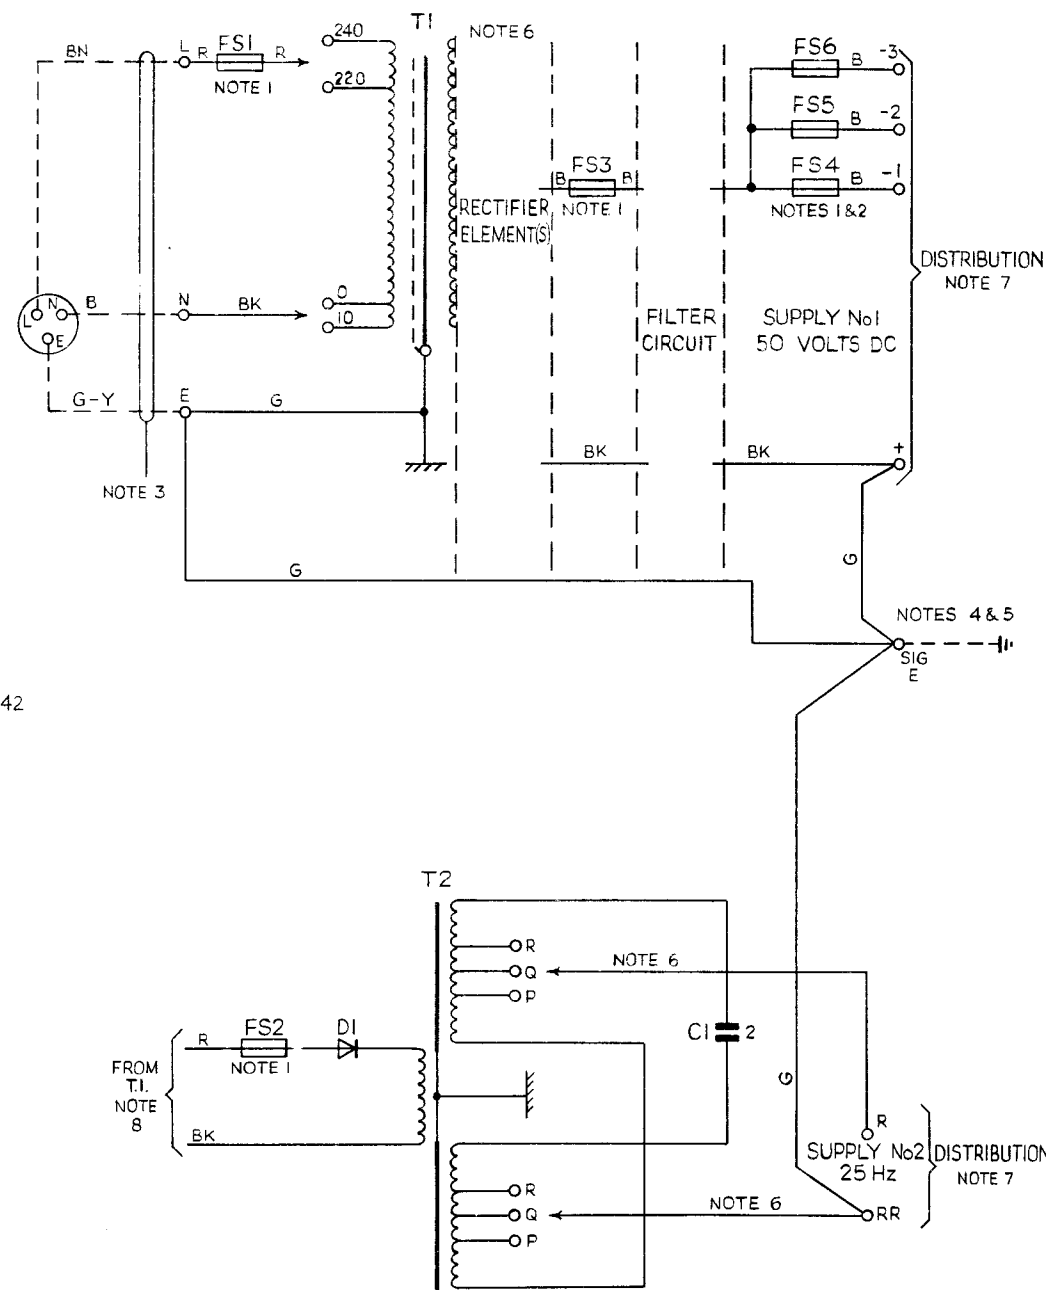 T1
NOTE 6
BN
L
R
FS1
R
NOTE 1
240
220
FS6
B
-3
FS5
B
-2
FS4
B
-1
NOTES 1&2
B
FS3
B
NOTE 1
RECTIFIER
ELEMENT(S)
DISTRIBUTION
NOTE 7
L
N
E
B
N
BK
0
10
FILTER
CIRCUIT
SUPPLY No1
50 VOLTS DC
G-Y
E
G
NOTE 3
BK
BK
+
G
G
NOTES 4&5
SIG
E
42
T2
R
Q
P
NOTE 6
C1
2
FROM
T.1.
NOTE
8
R
FS2
NOTE 1
D1
BK
G
R
SUPPLY No2
25 Hz
DISTRIBUTION
NOTE 7
R
Q
P
NOTE 6
RR